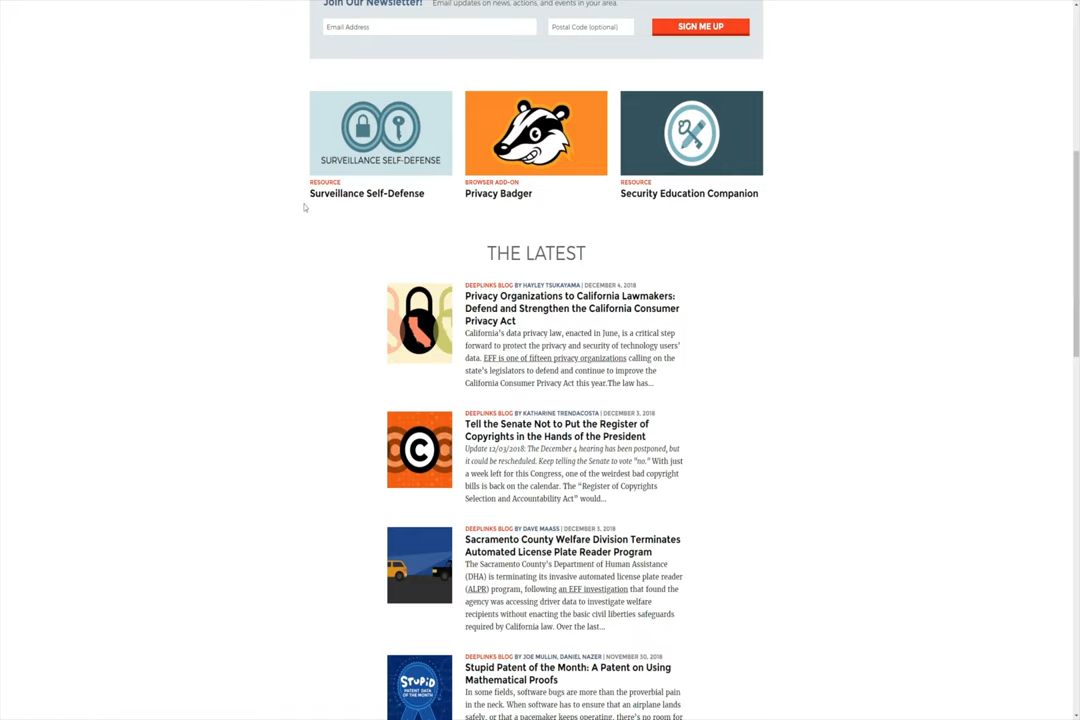 Join Our Newsletter! Email updates on news, actions, and events in your area.
Email Address Postal Code (optional) SIGN ME UP
SURVEILLANCE SELF-DEFENSE
RESOURCE
Surveillance Self-Defense
BROWSER ADD-ON
Privacy Badger
RESOURCE
Security Education Companion
THE LATEST
DEEPLINKS BLOG BY HAYLEY TSUKAYAMA | DECEMBER 4, 2018
Privacy Organizations to California Lawmakers:
Defend and Strengthen the California Consumer
Privacy Act
California's data privacy law, enacted in June, is a critical step
forward to protect the privacy and security of technology users'
data. EFF is one of fifteen privacy organizations calling on the
state's legislators to defend and continue to improve the
California Consumer Privacy Act this year.The law has...
C
DEEPLINKS BLOG BY KATHARINE TRENDACOSTA | DECEMBER 3, 2018
Tell the Senate Not to Put the Register of
Copyrights in the Hands of the President
Update 12/03/2018: The December 4 hearing has been postponed, but
it could be rescheduled. Keep telling the Senate to vote "no." With just
a week left for this Congress, one of the weirdest bad copyright
bills is back on the calendar. The “Register of Copyrights
Selection and Accountability Act” would...
DEEPLINKS BLOG BY DAVE MAASS | DECEMBER 3, 2018
Sacramento County Welfare Division Terminates
Automated License Plate Reader Program
The Sacramento County's Department of Human Assistance
(DHA) is terminating its invasive automated license plate reader
(ALPR) program, following an EFF investigation that found the
agency was accessing driver data to investigate welfare
recipients without enacting the basic civil liberties safeguards
required by California law. Over the last...
STUPID
PATENT DATA
OF THE MONTH
DEEPLINKS BLOG BY JOE MULLIN, DANIEL NAZER | NOVEMBER 30, 2018
Stupid Patent of the Month: A Patent on Using
Mathematical Proofs
In some fields, software bugs are more than the proverbial pain
in the neck. When software has to ensure that an airplane lands
safely, or that a pacemaker keeps operating, there's no room for